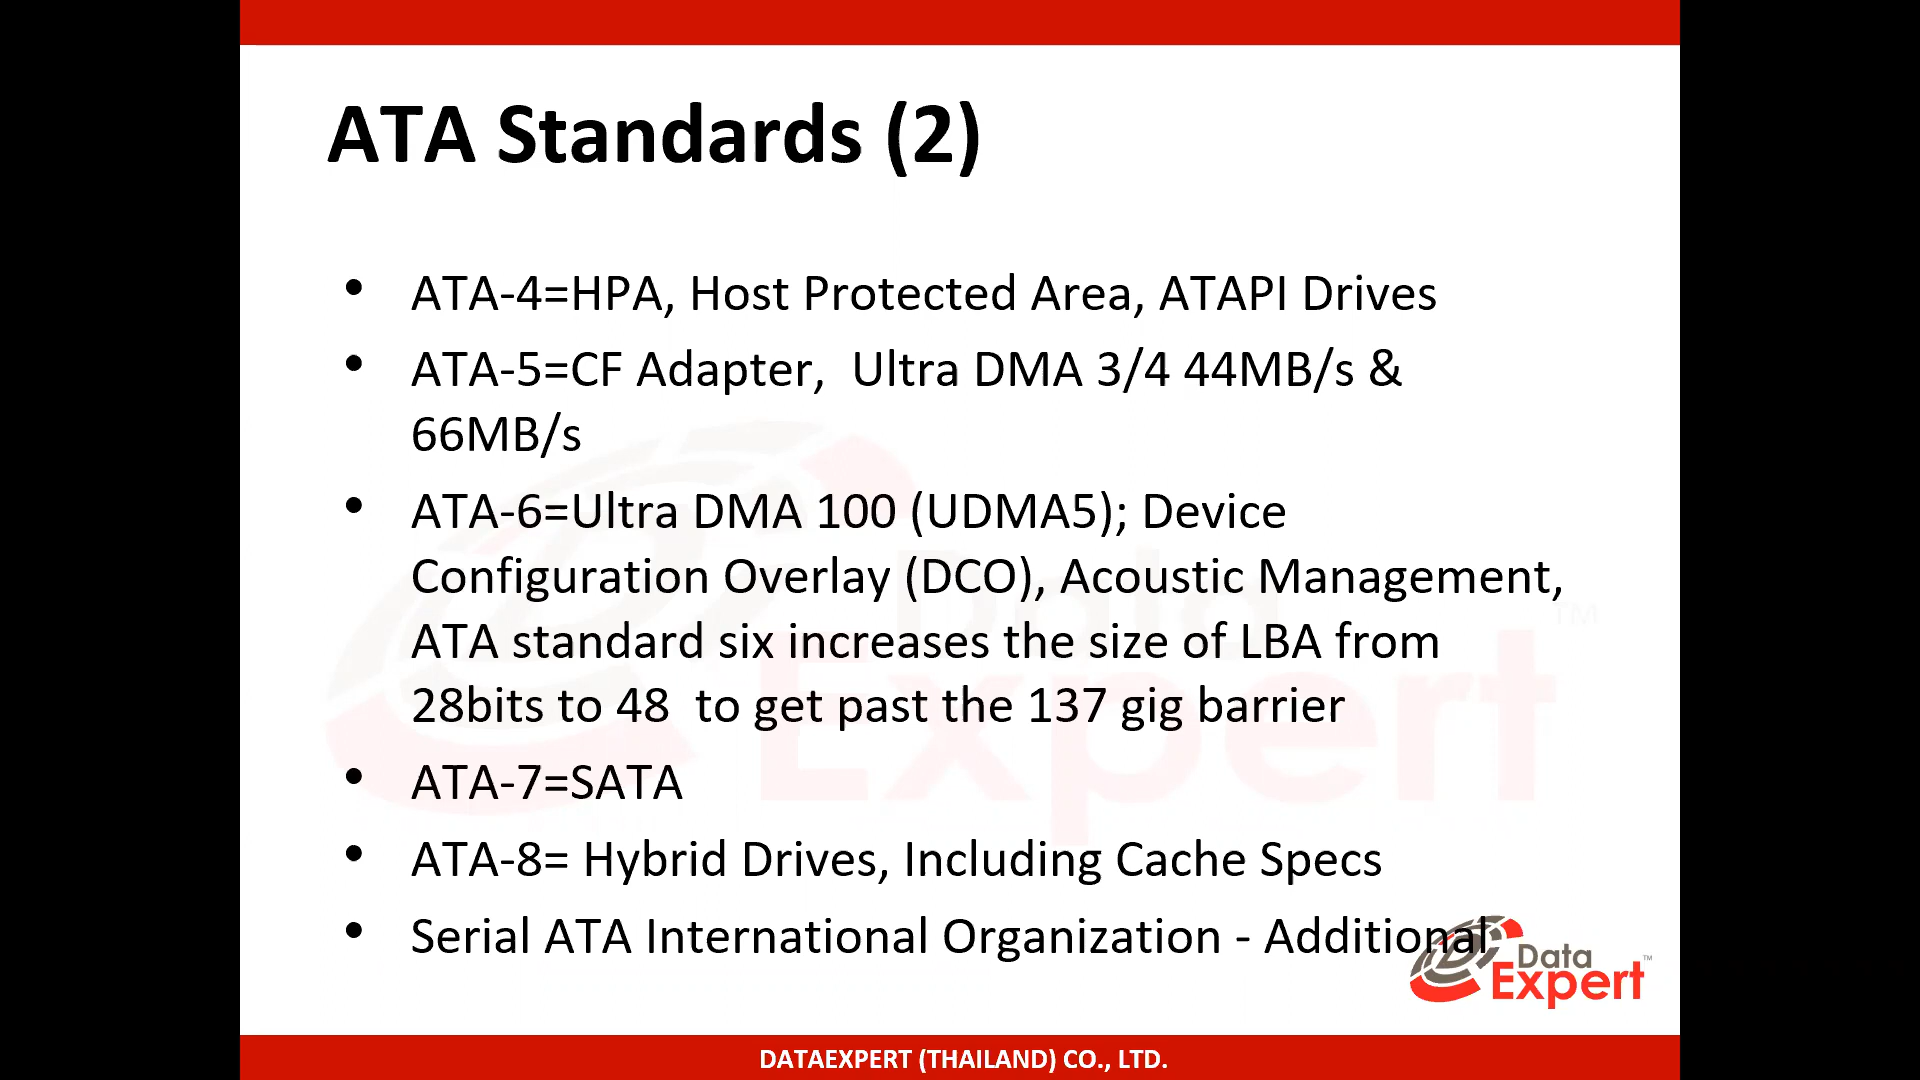 ATA Standards (2)
• ATA-4=HPA, Host Protected Area, ATAPI Drives
• ATA-5=CF Adapter,  Ultra DMA 3/4 44MB/s &
66MB/s
• ATA-6=Ultra DMA 100 (UDMA5); Device
Configuration Overlay (DCO), Acoustic Management,
ATA standard six increases the size of LBA from
28bits to 48  to get past the 137 gig barrier
• ATA-7=SATA
• ATA-8= Hybrid Drives, Including Cache Specs
• Serial ATA International Organization - Additional
Data
Expert™
Data
Expert™
DATAEXPERT (THAILAND) CO., LTD.